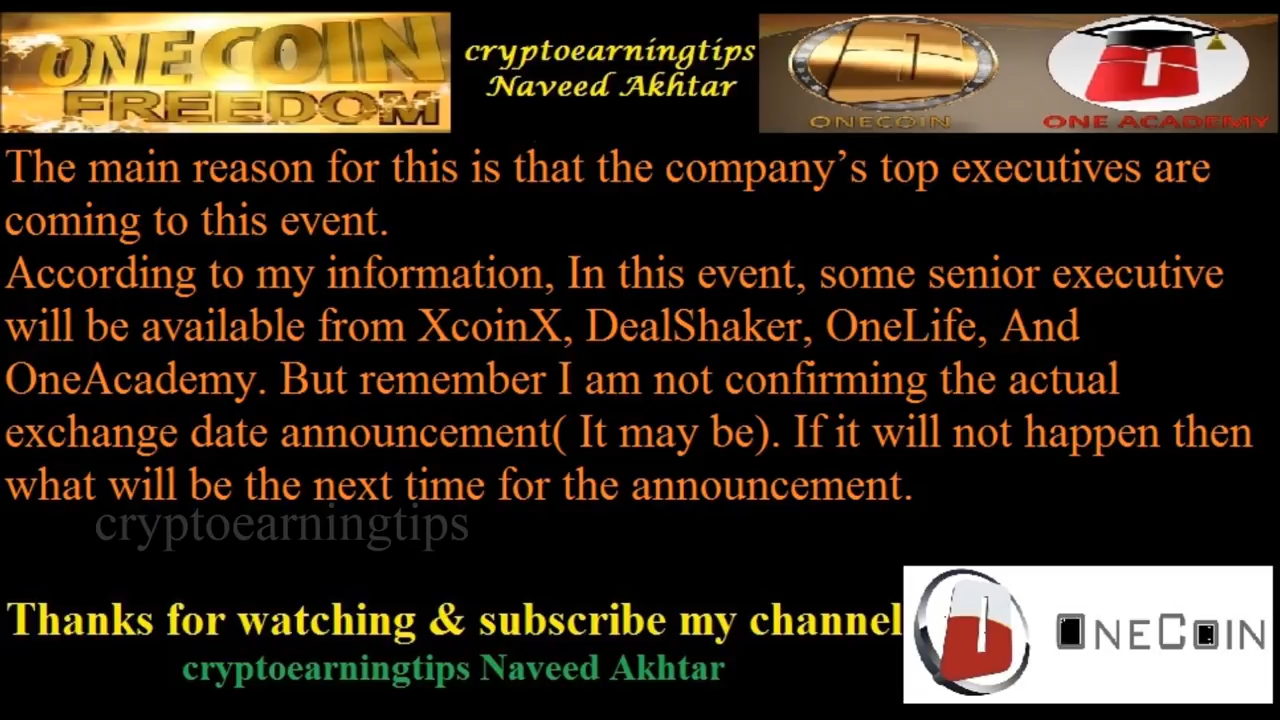 ONECOIN
FREEDOM
cryptoearningtips
Naveed Akhtar
ONECOIN
ONE ACADEMY
The main reason for this is that the company’s top executives are
coming to this event.
According to my information, In this event, some senior executive
will be available from XcoinX, DealShaker, OneLife, And
OneAcademy. But remember I am not confirming the actual
exchange date announcement( It may be). If it will not happen then
what will be the next time for the announcement.
cryptoearningtips
Thanks for watching & subscribe my channel
cryptoearningtips Naveed Akhtar
ONECOIN